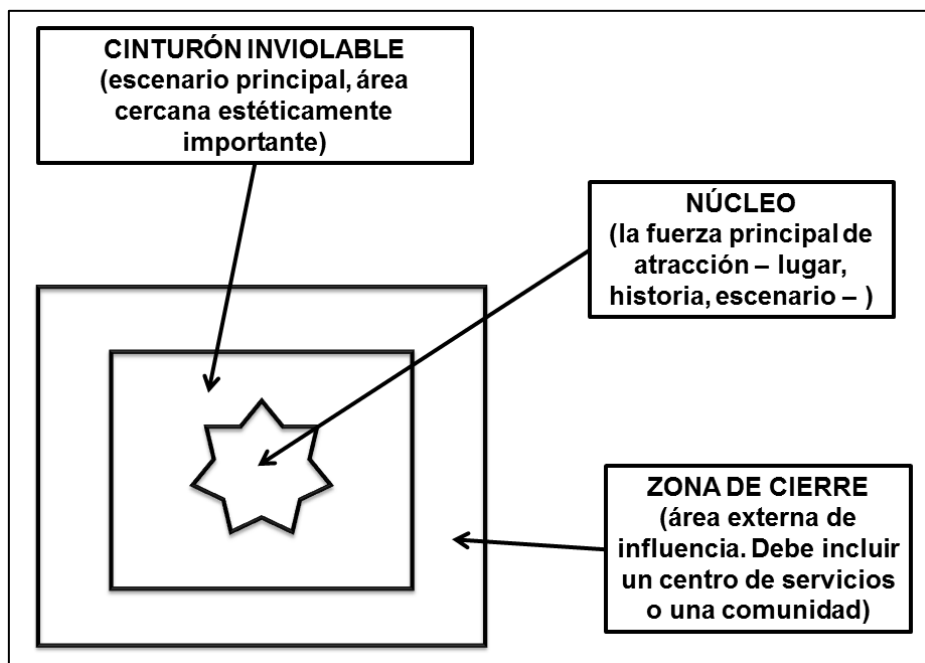 CINTURÓN INVIOLABLE
(escenario principal, área
cercana estéticamente
importante)
NÚCLEO
(la fuerza principal de
atracción – lugar,
historia, escenario – )
ZONA DE CIERRE
(área externa de
influencia. Debe incluir
un centro de servicios
o una comunidad)